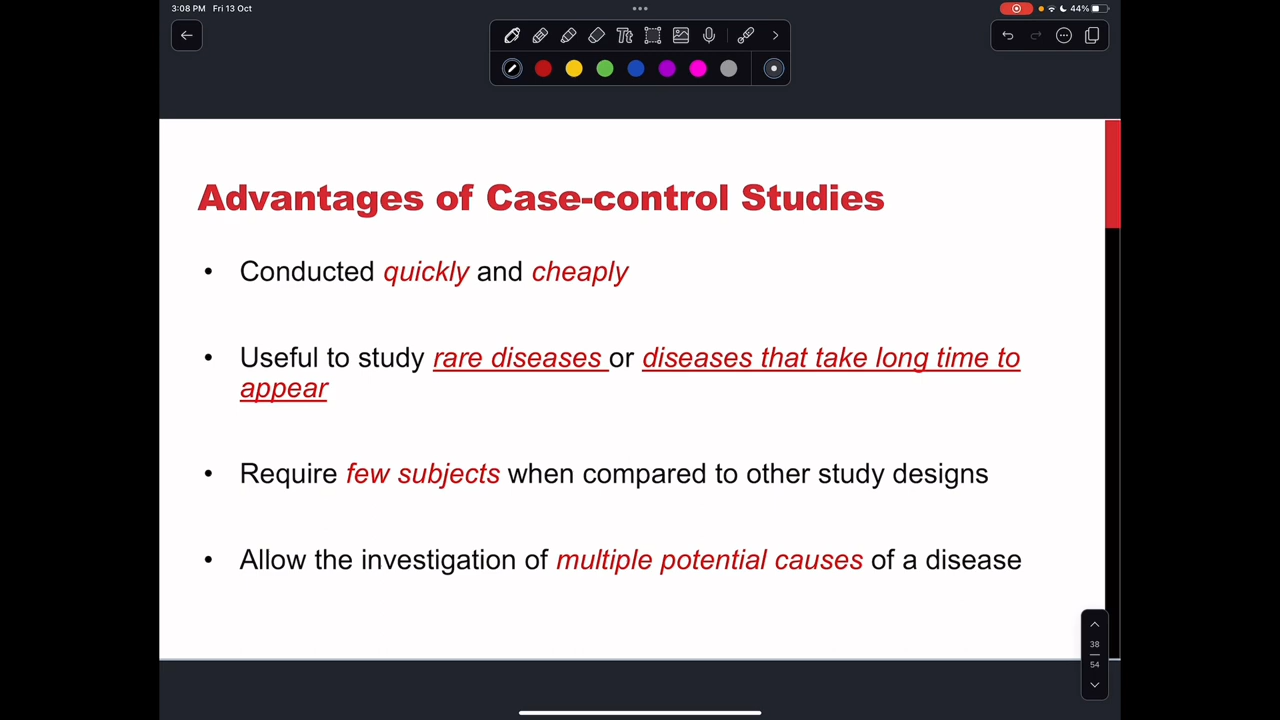 3:08 PM Fri 13 Oct
44%
Advantages of Case-control Studies
• Conducted quickly and cheaply
• Useful to study rare diseases or diseases that take long time to
appear
• Require few subjects when compared to other study designs
• Allow the investigation of multiple potential causes of a disease
38
54